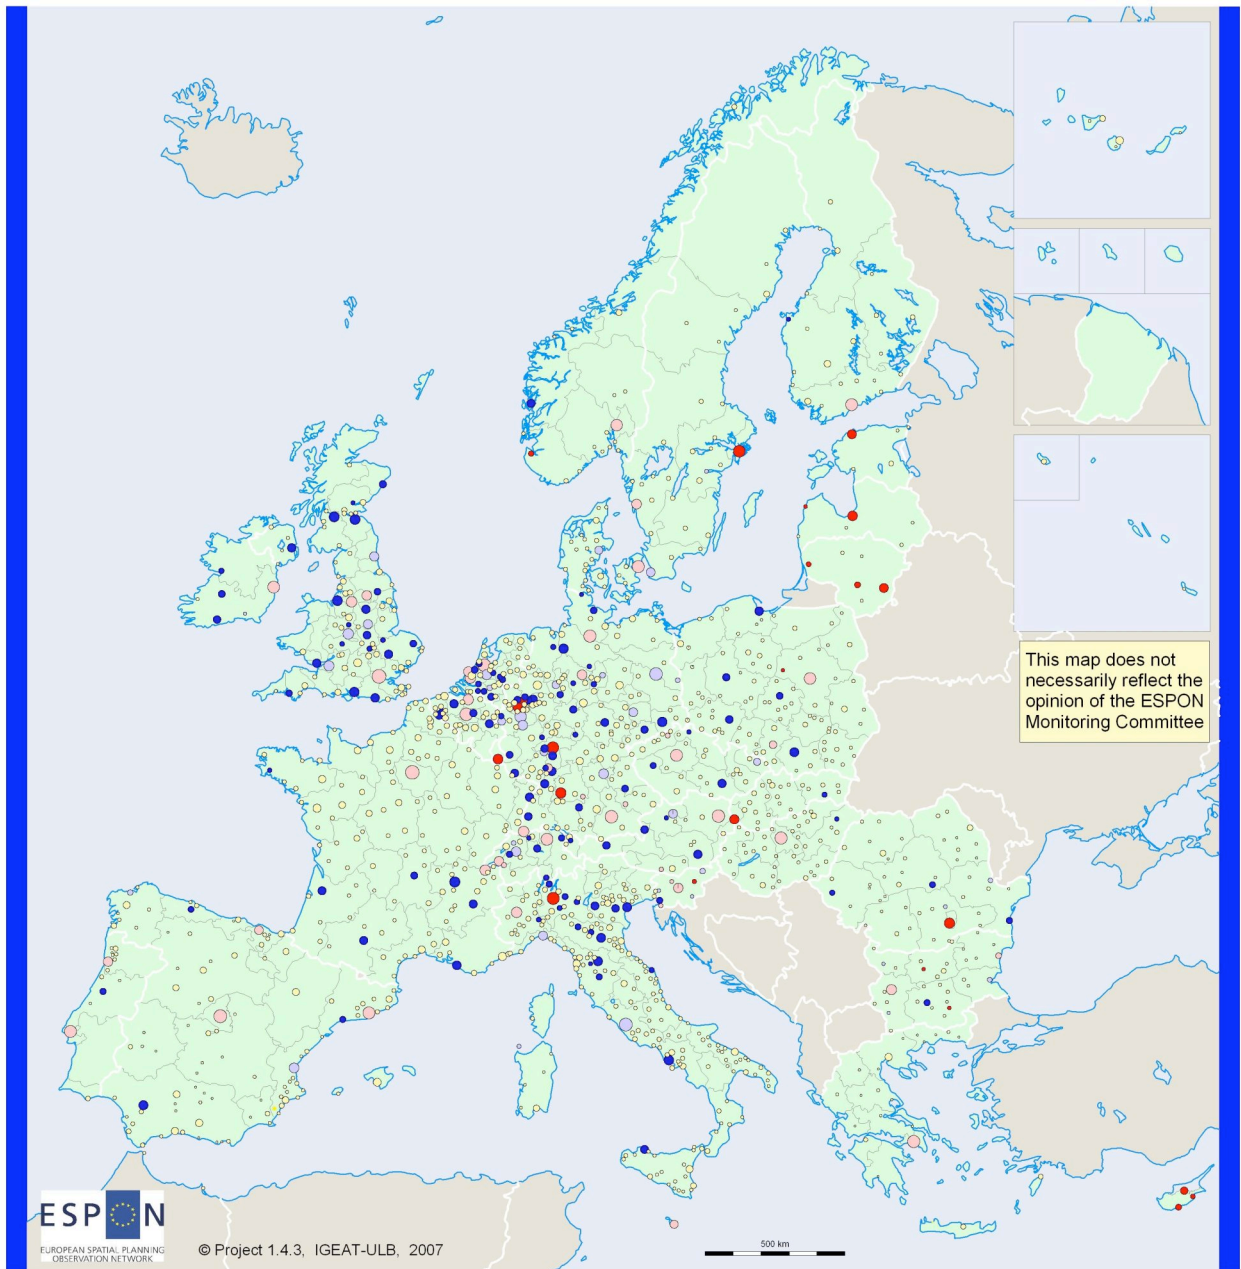 This map does not
necessarily reflect the
opinion of the ESPON
Monitoring Committee
ESPON
EUROPEAN SPATIAL PLANNING
OBSERVATION NETWORK
© Project 1.4.3, IGEAT-ULB, 2007
500 km